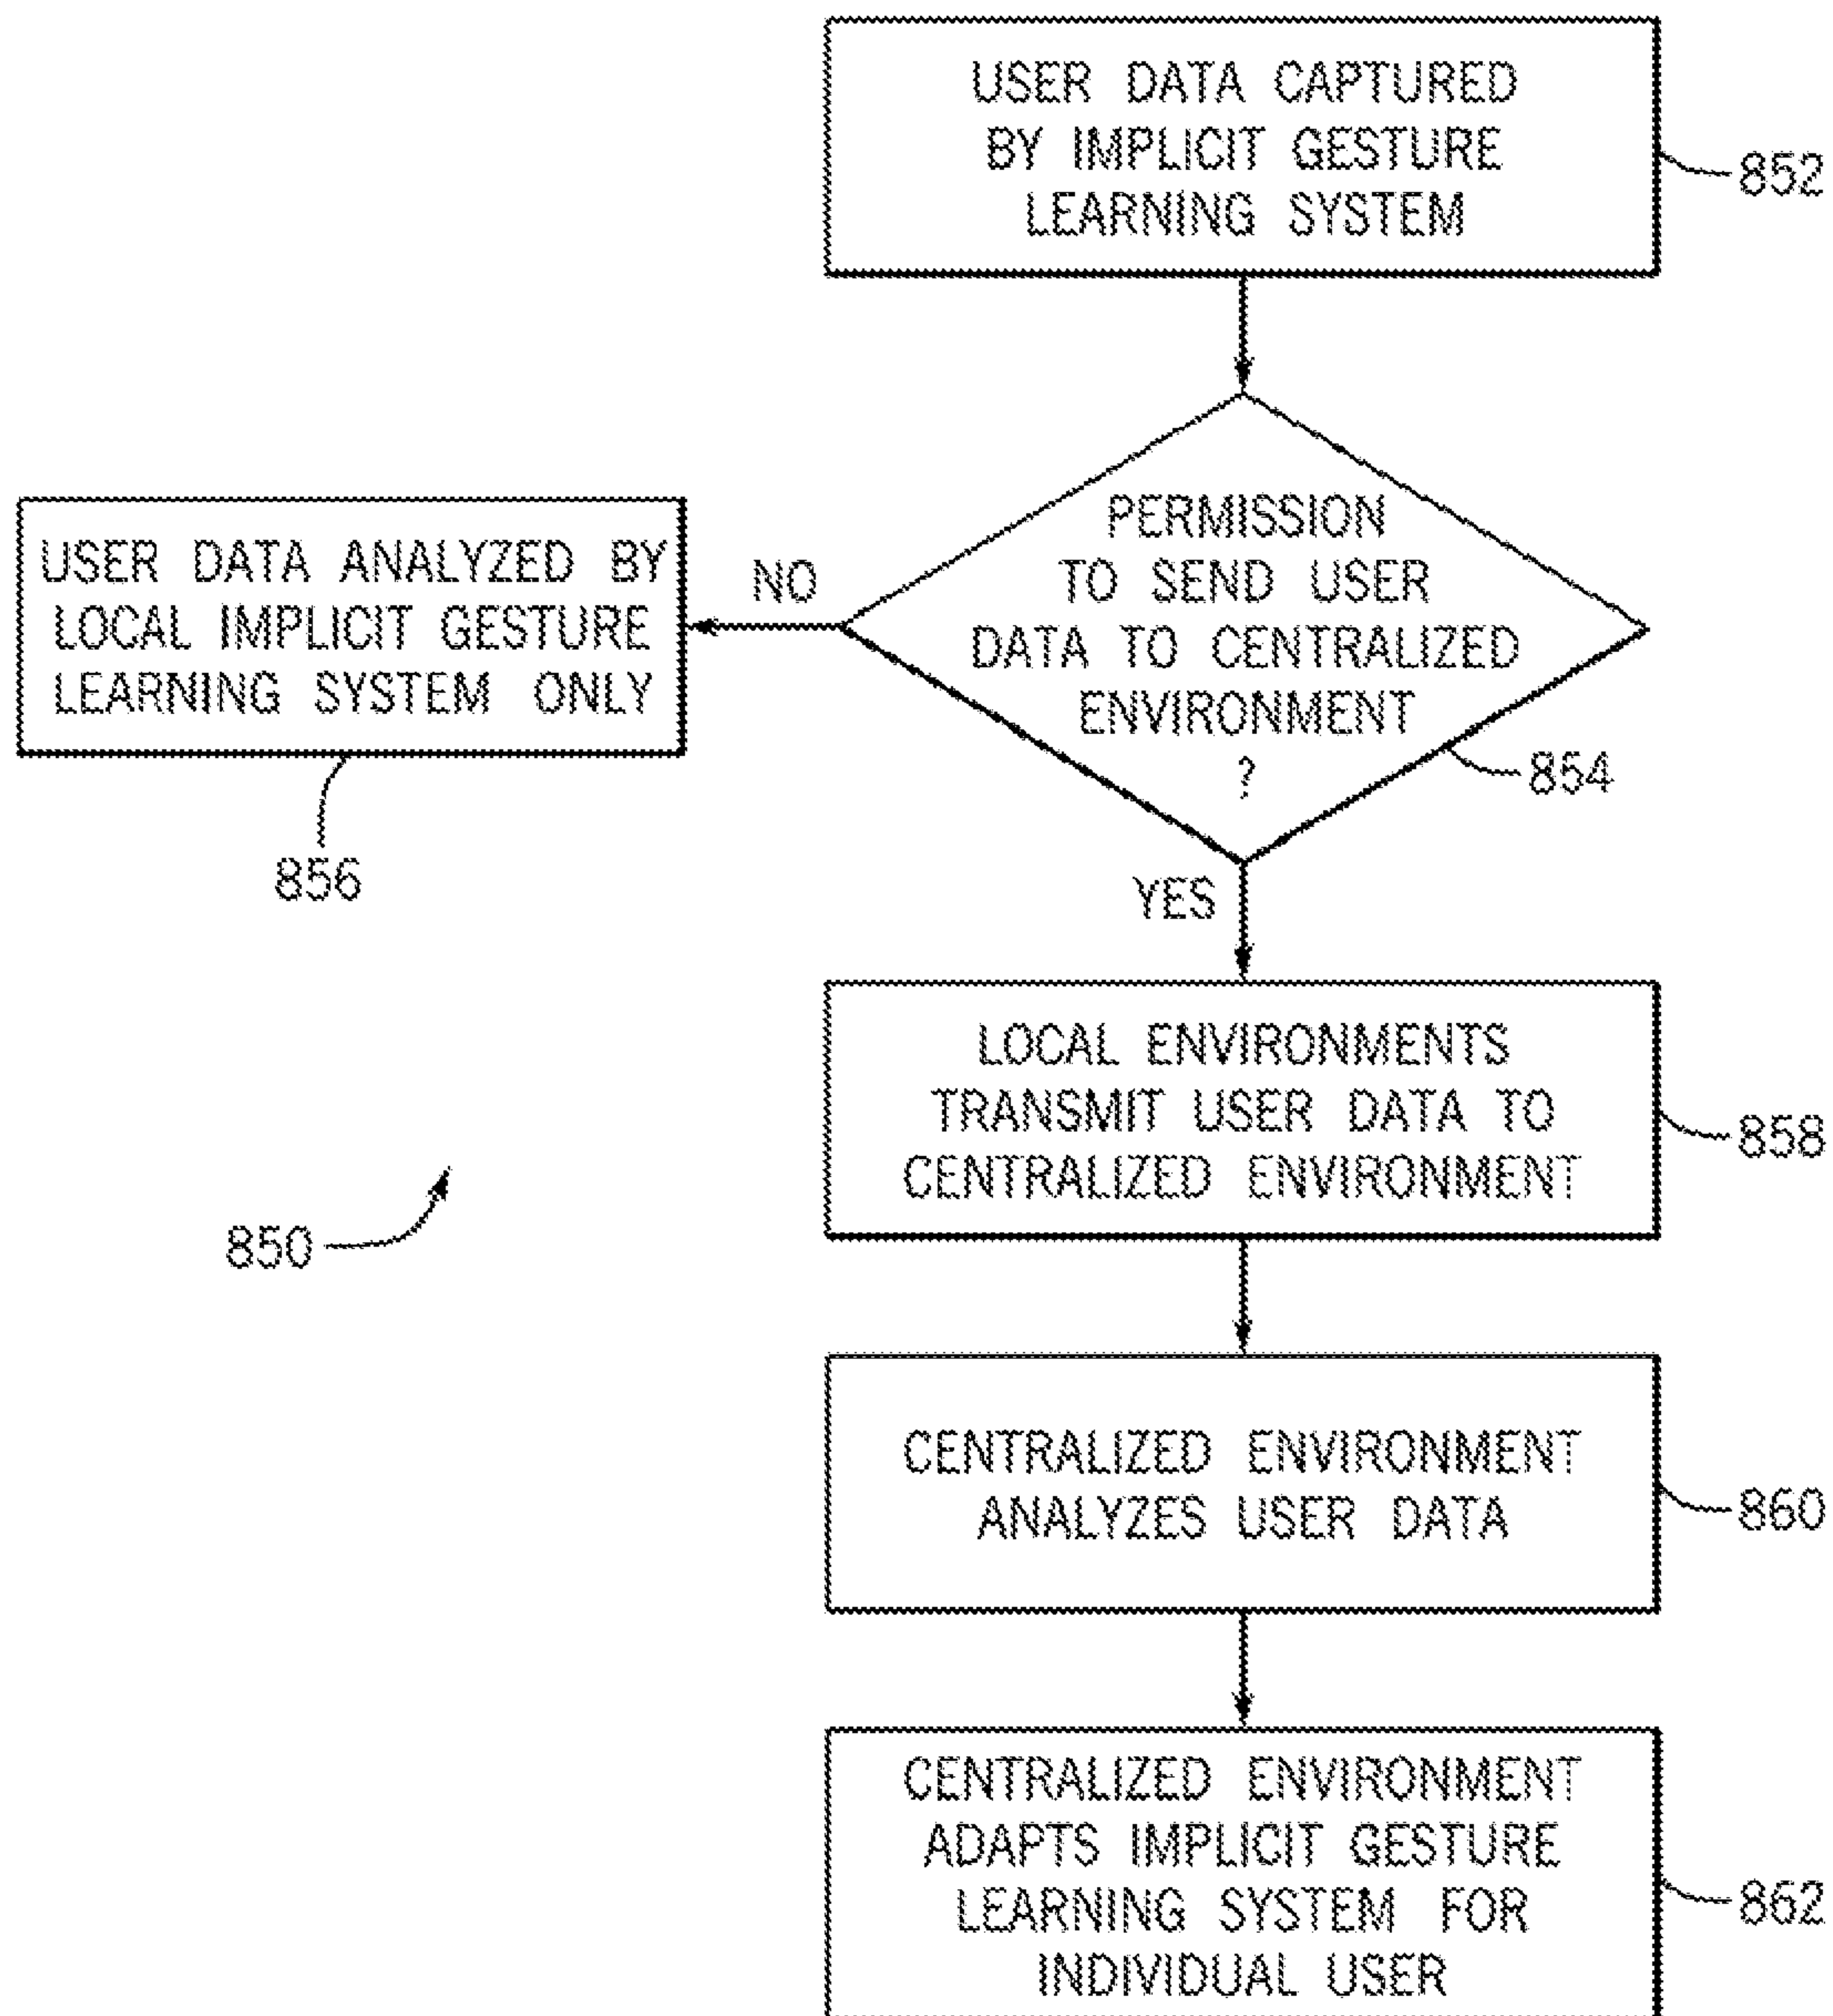 USER DATA CAPTURED
BY IMPLICIT GESTURE
LEARNING SYSTEM
852
PERMISSION
TO SEND USER
DATA TO CENTRALIZED
ENVIRONMENT
?
854
NO
USER DATA ANALYZED BY
LOCAL IMPLICIT GESTURE
LEARNING SYSTEM ONLY
856
YES
LOCAL ENVIRONMENTS
TRANSMIT USER DATA TO
CENTRALIZED ENVIRONMENT
858
850
CENTRALIZED ENVIRONMENT
ANALYZES USER DATA
860
CENTRALIZED ENVIRONMENT
ADAPTS IMPLICIT GESTURE
LEARNING SYSTEM FOR
INDIVIDUAL USER
862